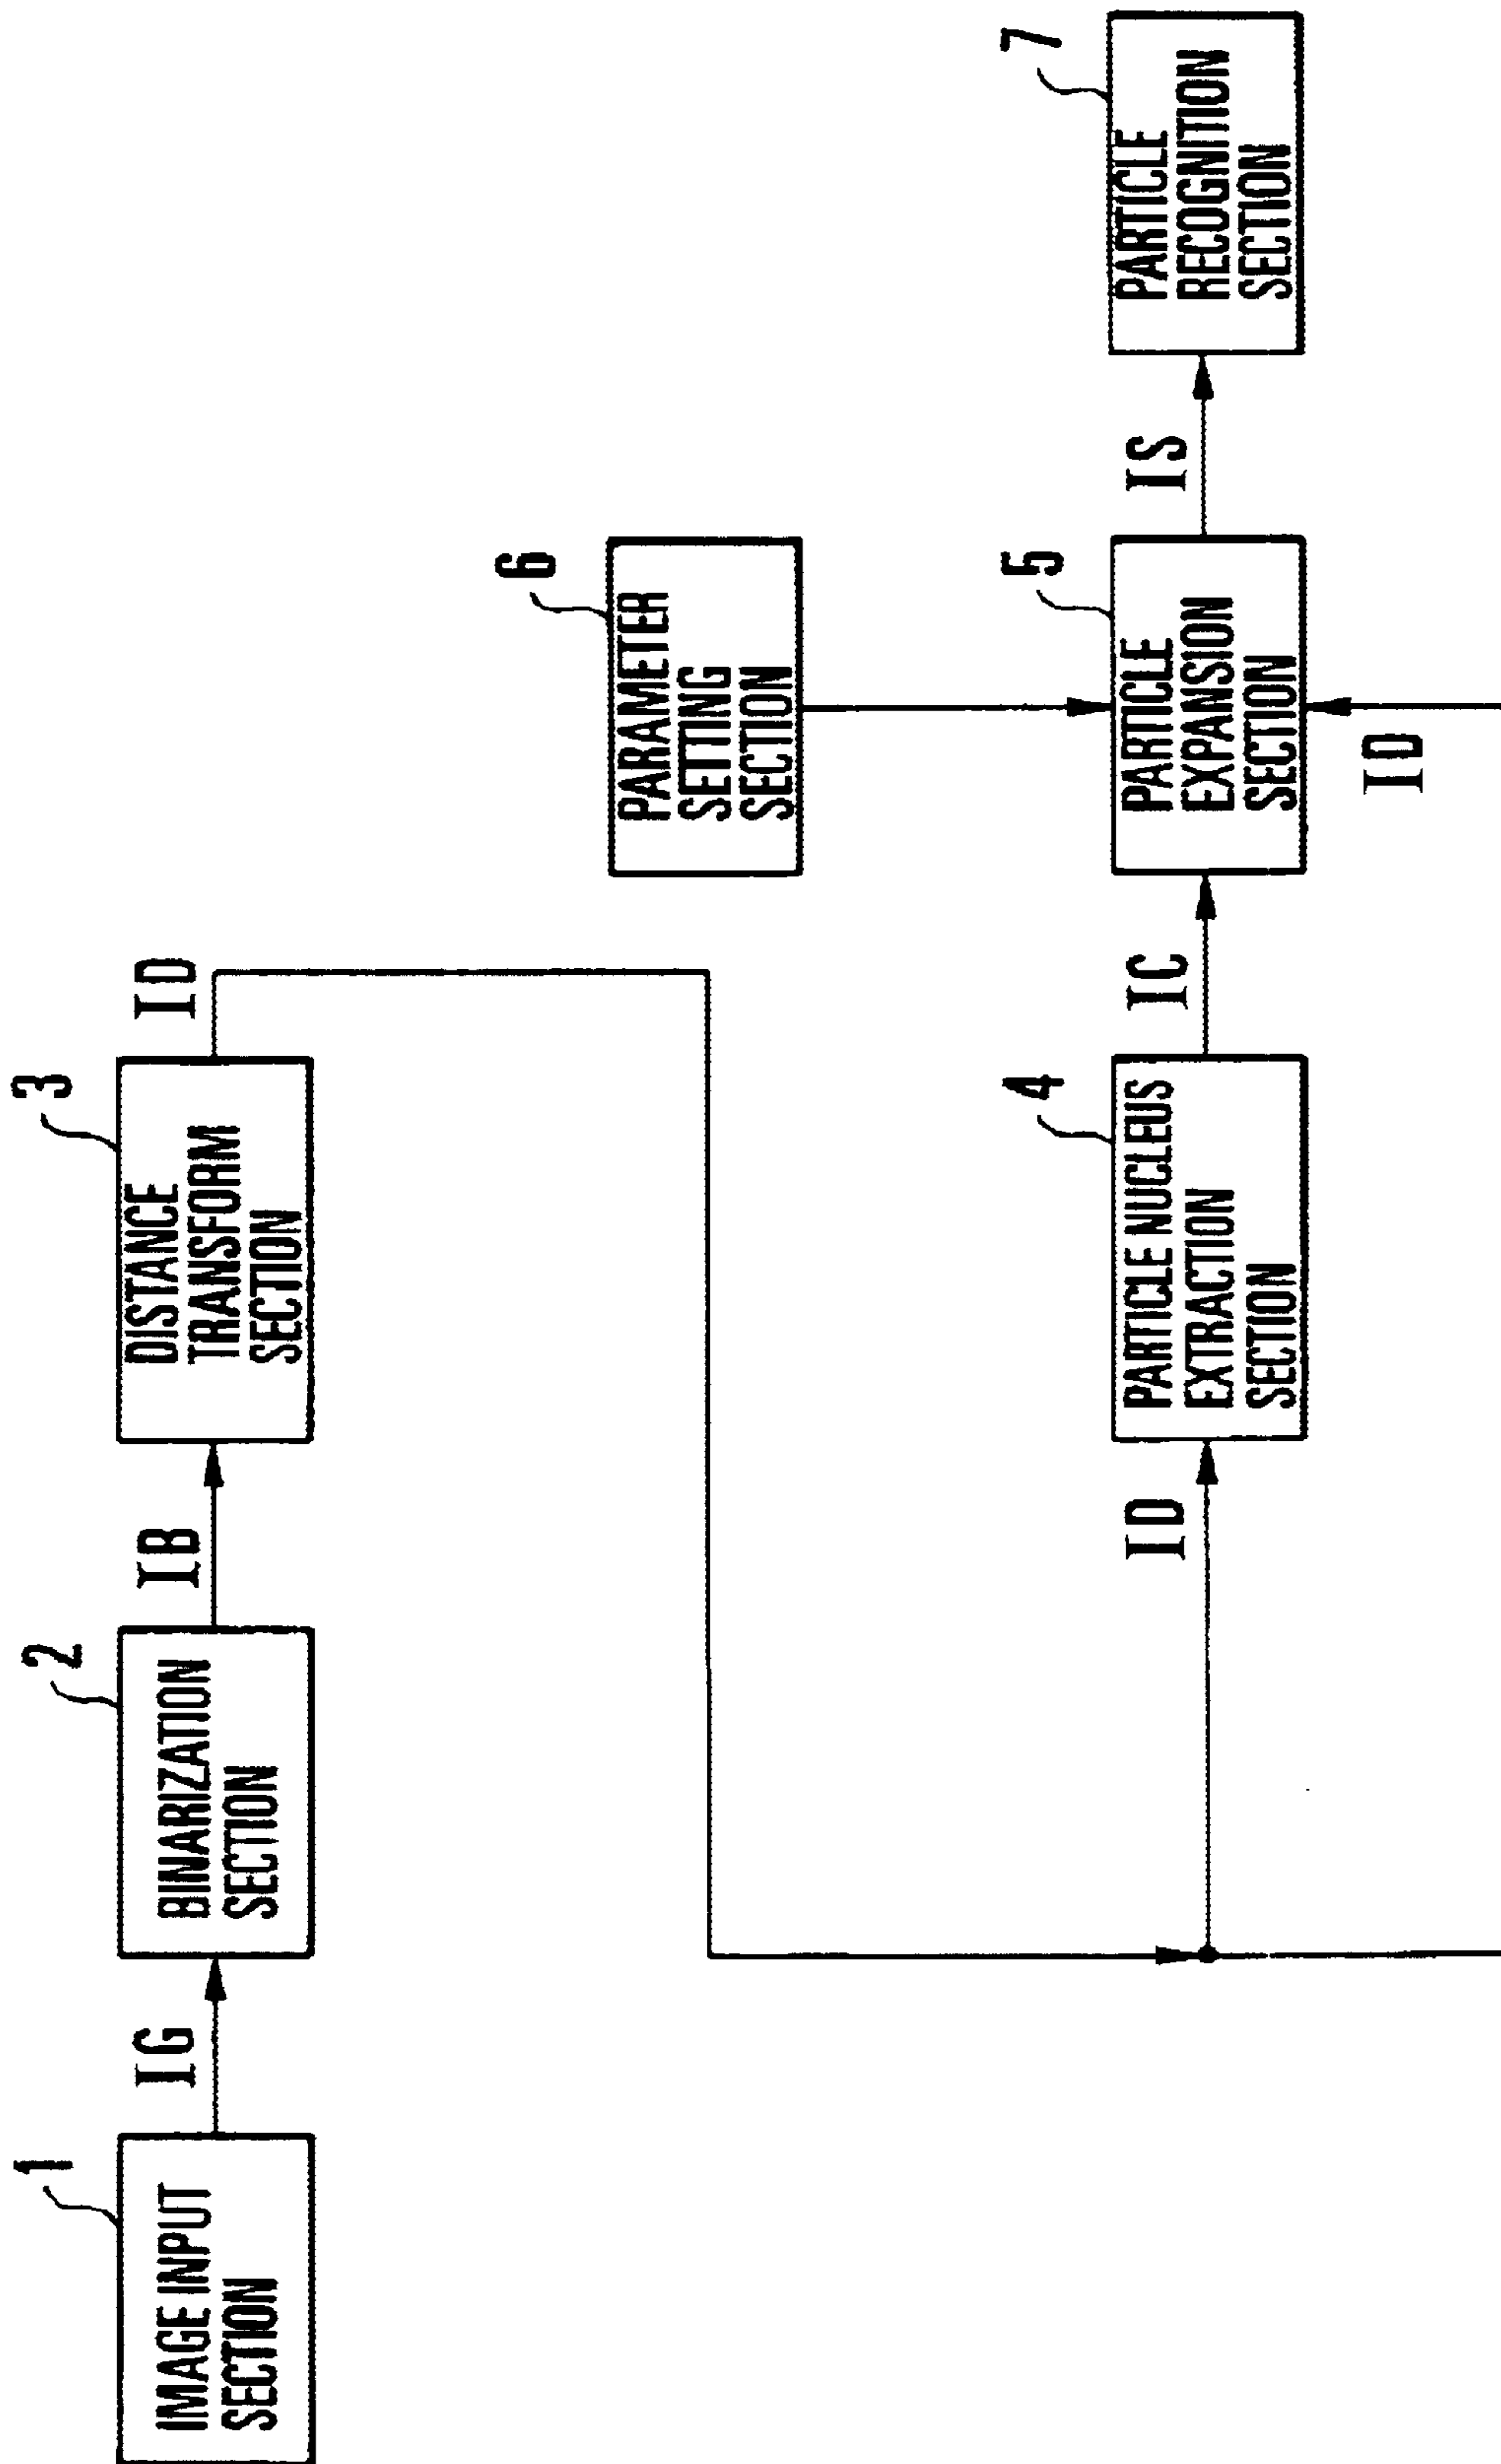 1
IMAGE INPUT
SECTION
IG
2
BINARIZATION
SECTION
IB
3
DISTANCE
TRANSFORM
SECTION
ID
6
PARAMETER
SETTING
SECTION
ID
4
PARTICLE NUCLEUS
EXTRACTION
SECTION
IC
5
PARTICLE
EXPANSION
SECTION
IS
7
PARTICLE
RECOGNITION
SECTION
ID